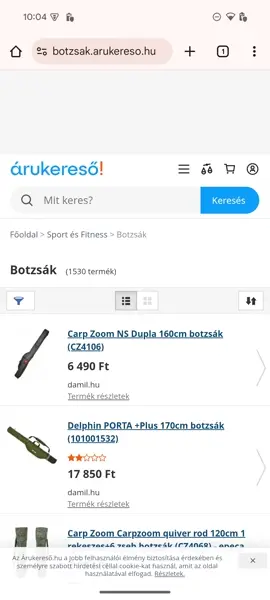 10:04
botzsak.arukereso.hu
1
árukereső!
Mit keres?
Keresés
Főoldal > Sport és Fitness > Botzsák
Botzsák (1530 termék)
Carp Zoom NS Dupla 160cm botzsák
(CZ4106)
6 490 Ft
damil.hu
Termék részletek
Delphin PORTA +Plus 170cm botzsák
(101001532)
17 850 Ft
damil.hu
Termék részletek
Carp Zoom Carpzoom quiver rod 120cm 1
rekeszes+6 zseb botzsák (CZ4068) - epeca
Az Árukereső.hu a jobb felhasználói élmény biztosítása érdekében és
személyre szabott hirdetési céllal cookie-kat használ, amit az oldal
használatával elfogad. Részletek.
×